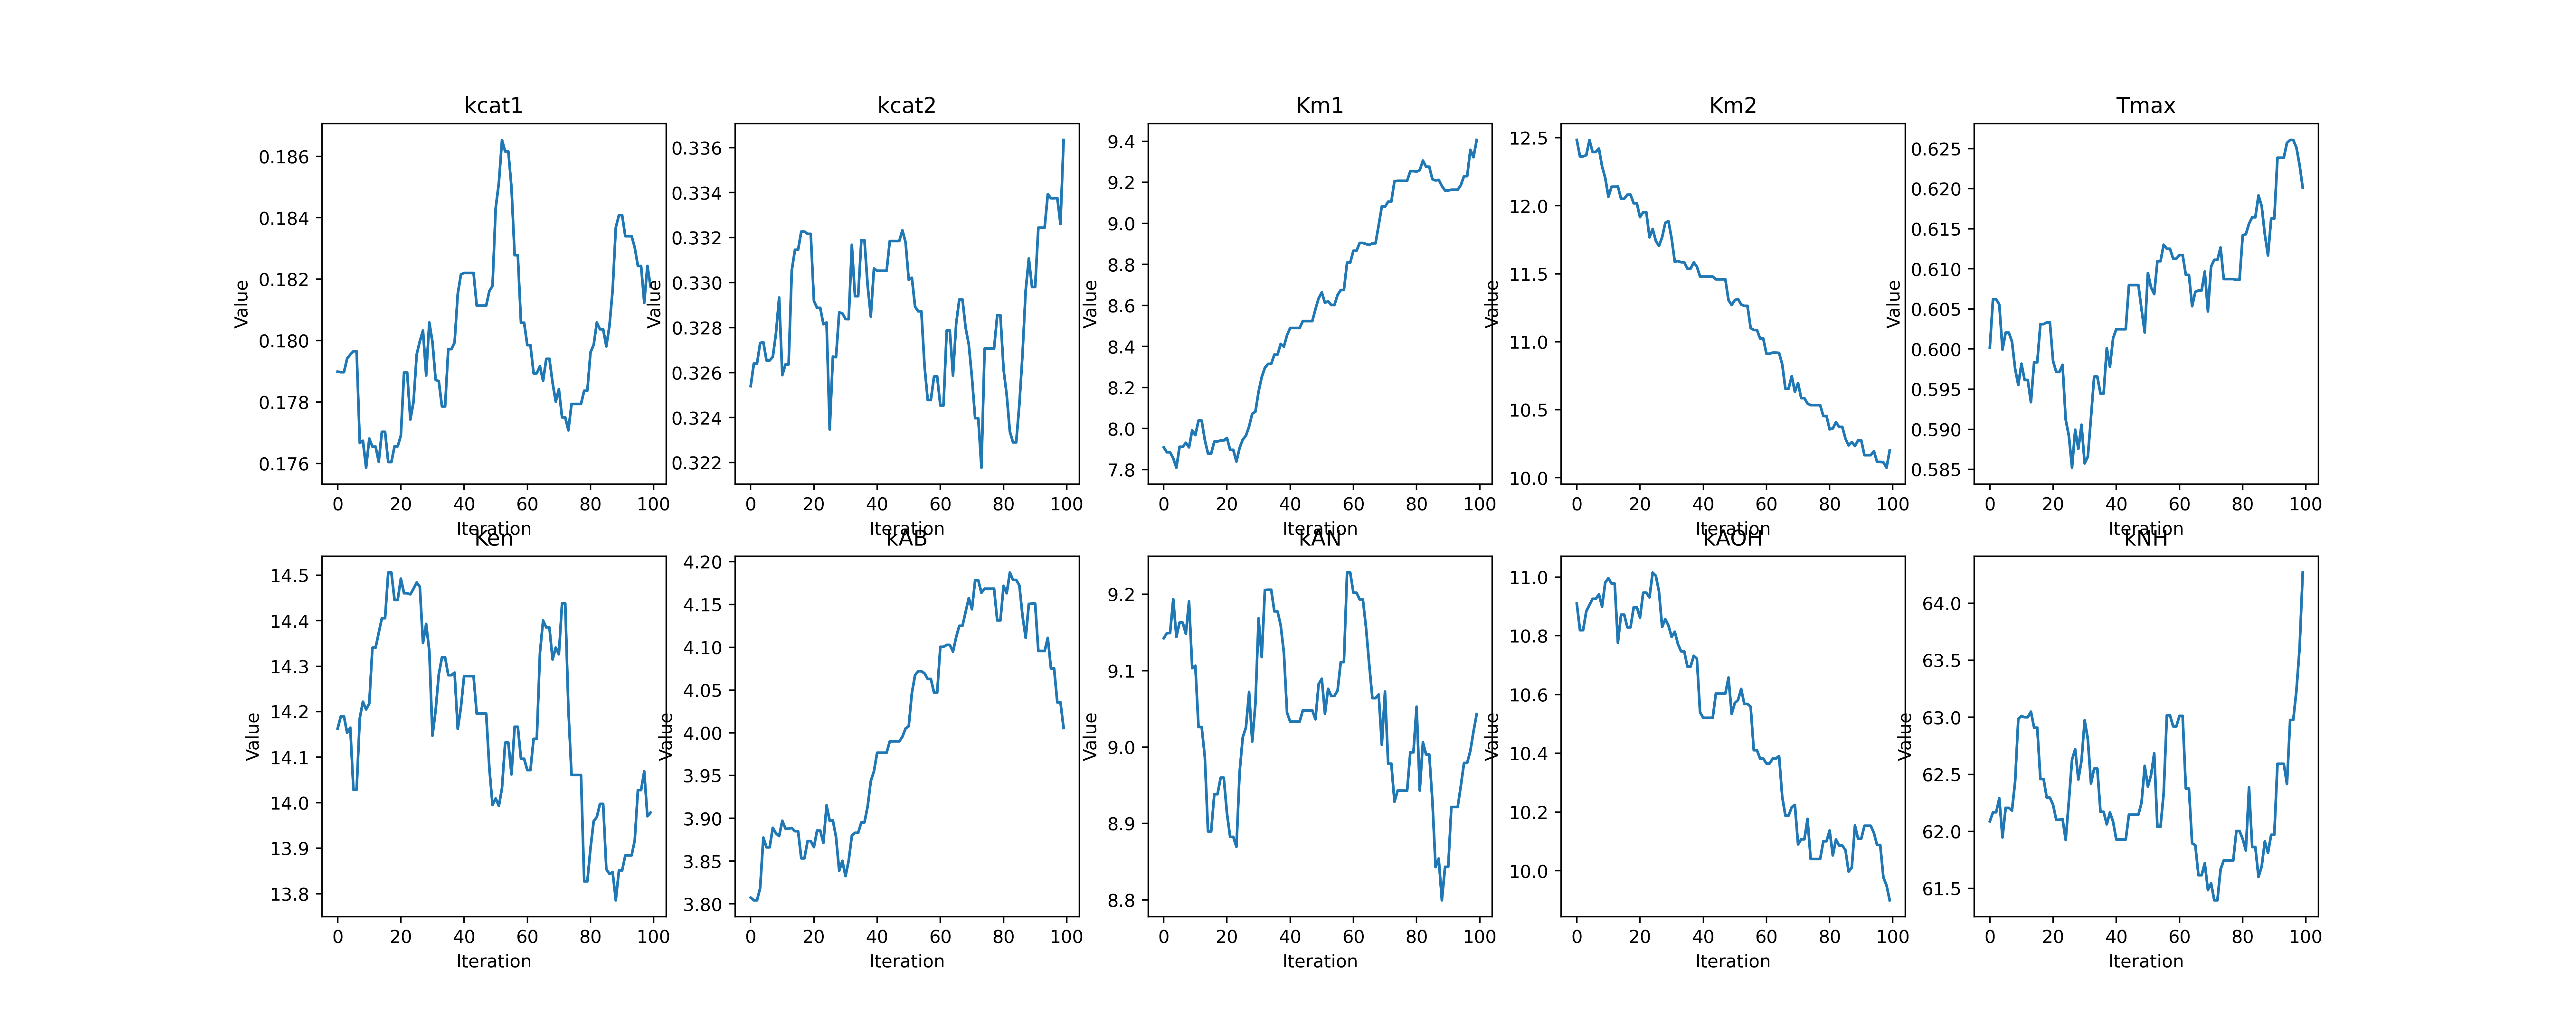 kcat1 kcat2 Km1 Km2 Tmax
0.186 0.184 0.182 0.180 0.178 0.176
Value
0 20 40 60 80 100
Iteration
0.336 0.334 0.332 0.330 0.328 0.326 0.324 0.322
Value
0 20 40 60 80 100
Iteration
9.4 9.2 9.0 8.8 8.6 8.4 8.2 8.0 7.8
Value
0 20 40 60 80 100
Iteration
12.5 12.0 11.5 11.0 10.5 10.0
Value
0 20 40 60 80 100
Iteration
0.625 0.620 0.615 0.610 0.605 0.600 0.595 0.590 0.585
Value
0 20 40 60 80 100
Iteration
Ken kAB kAN kAOH kNH
14.5 14.4 14.3 14.2 14.1 14.0 13.9 13.8
Value
0 20 40 60 80 100
Iteration
4.20 4.15 4.10 4.05 4.00 3.95 3.90 3.85 3.80
Value
0 20 40 60 80 100
Iteration
9.2 9.1 9.0 8.9 8.8
Value
0 20 40 60 80 100
Iteration
11.0 10.8 10.6 10.4 10.2 10.0
Value
0 20 40 60 80 100
Iteration
64.0 63.5 63.0 62.5 62.0 61.5
Value
0 20 40 60 80 100
Iteration